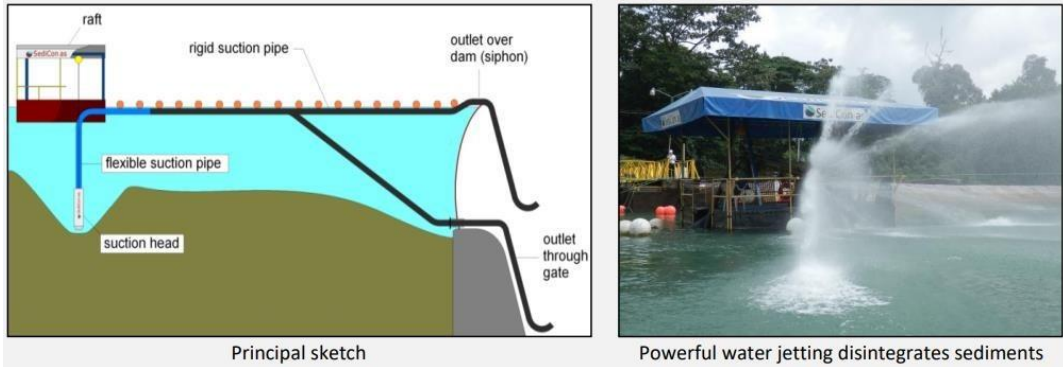 raft
SediCon.as
rigid suction pipe
outlet over
dam (siphon)
flexible suction pipe
suction head
outlet
through
gate
Principal sketch
SediCon.as
Powerful water jetting disintegrates sediments